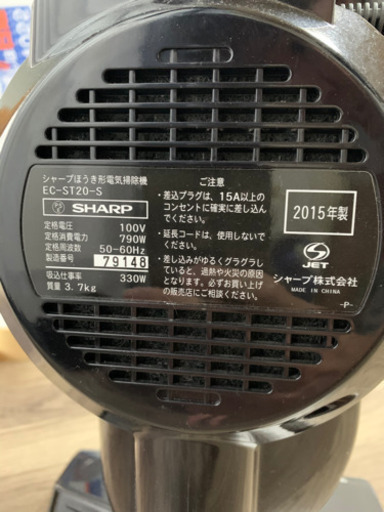 シャープほうき形電気掃除機
EC-ST20-S
SHARP
定格電圧 100V
定格消費電力 790W
定格周波数 50-60Hz
製造番号 79148
吸込仕事率 330W
質量 3.7kg
ご注意
・差込プラグは、15A以上の
コンセントに確実に差し込ん
でください。
・延長コードは、使用しない
でください。
・差し込みがゆるくグラグラし
ていると、過熱や火災の原因
となります。必ずお買い上げ
の販売店にご相談ください。
2015年製
JET
シャープ株式会社
MADE IN CHINA
-P-